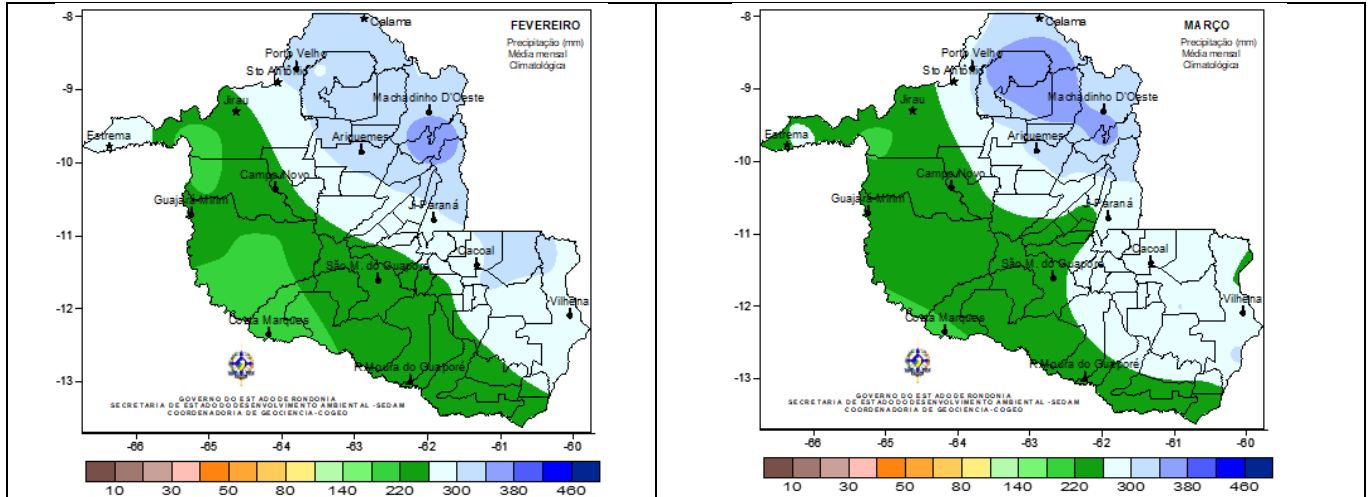 FEVEREIRO
Precipitação (mm)
Média mensal
Climatológica
-8
-9
-10
-11
-12
-13
Calama
Porto Velho
Sto Antônio
Jirau
Machadinho D'Oeste
Estrema
Ariquemes
Campo Novo
Guajará-Mirim
Ji-Paraná
Cacoal
São M. do Guaporé
Vilhena
Costa Marques
R.Moura do Guaporé
GOVERNO DO ESTADO DE RONDONIA
SECRETARIA DE ESTADO DO DESENVOLVIMENTO AMBIENTAL -SEDAM
COORDENADORIA DE GEOCIENCIA-COGEO
-66 -65 -64 -63 -62 -61 -60
10 30 50 80 140 220 300 380 460
MARÇO
Precipitação (mm)
Média mensal
Climatológica
-8
-9
-10
-11
-12
-13
Calama
Porto Velho
Sto Antônio
Jirau
Machadinho D'Oeste
Estrema
Ariquemes
Campo Novo
Guajará-Mirim
Ji-Paraná
Cacoal
São M. do Guaporé
Vilhena
Costa Marques
R.Moura do Guaporé
GOVERNO DO ESTADO DE RONDONIA
SECRETARIA DE ESTADO DO DESENVOLVIMENTO AMBIENTAL -SEDAM
COORDENADORIA DE GEOCIENCIA-COGEO
-66 -65 -64 -63 -62 -61 -60
10 30 50 80 140 220 300 380 460